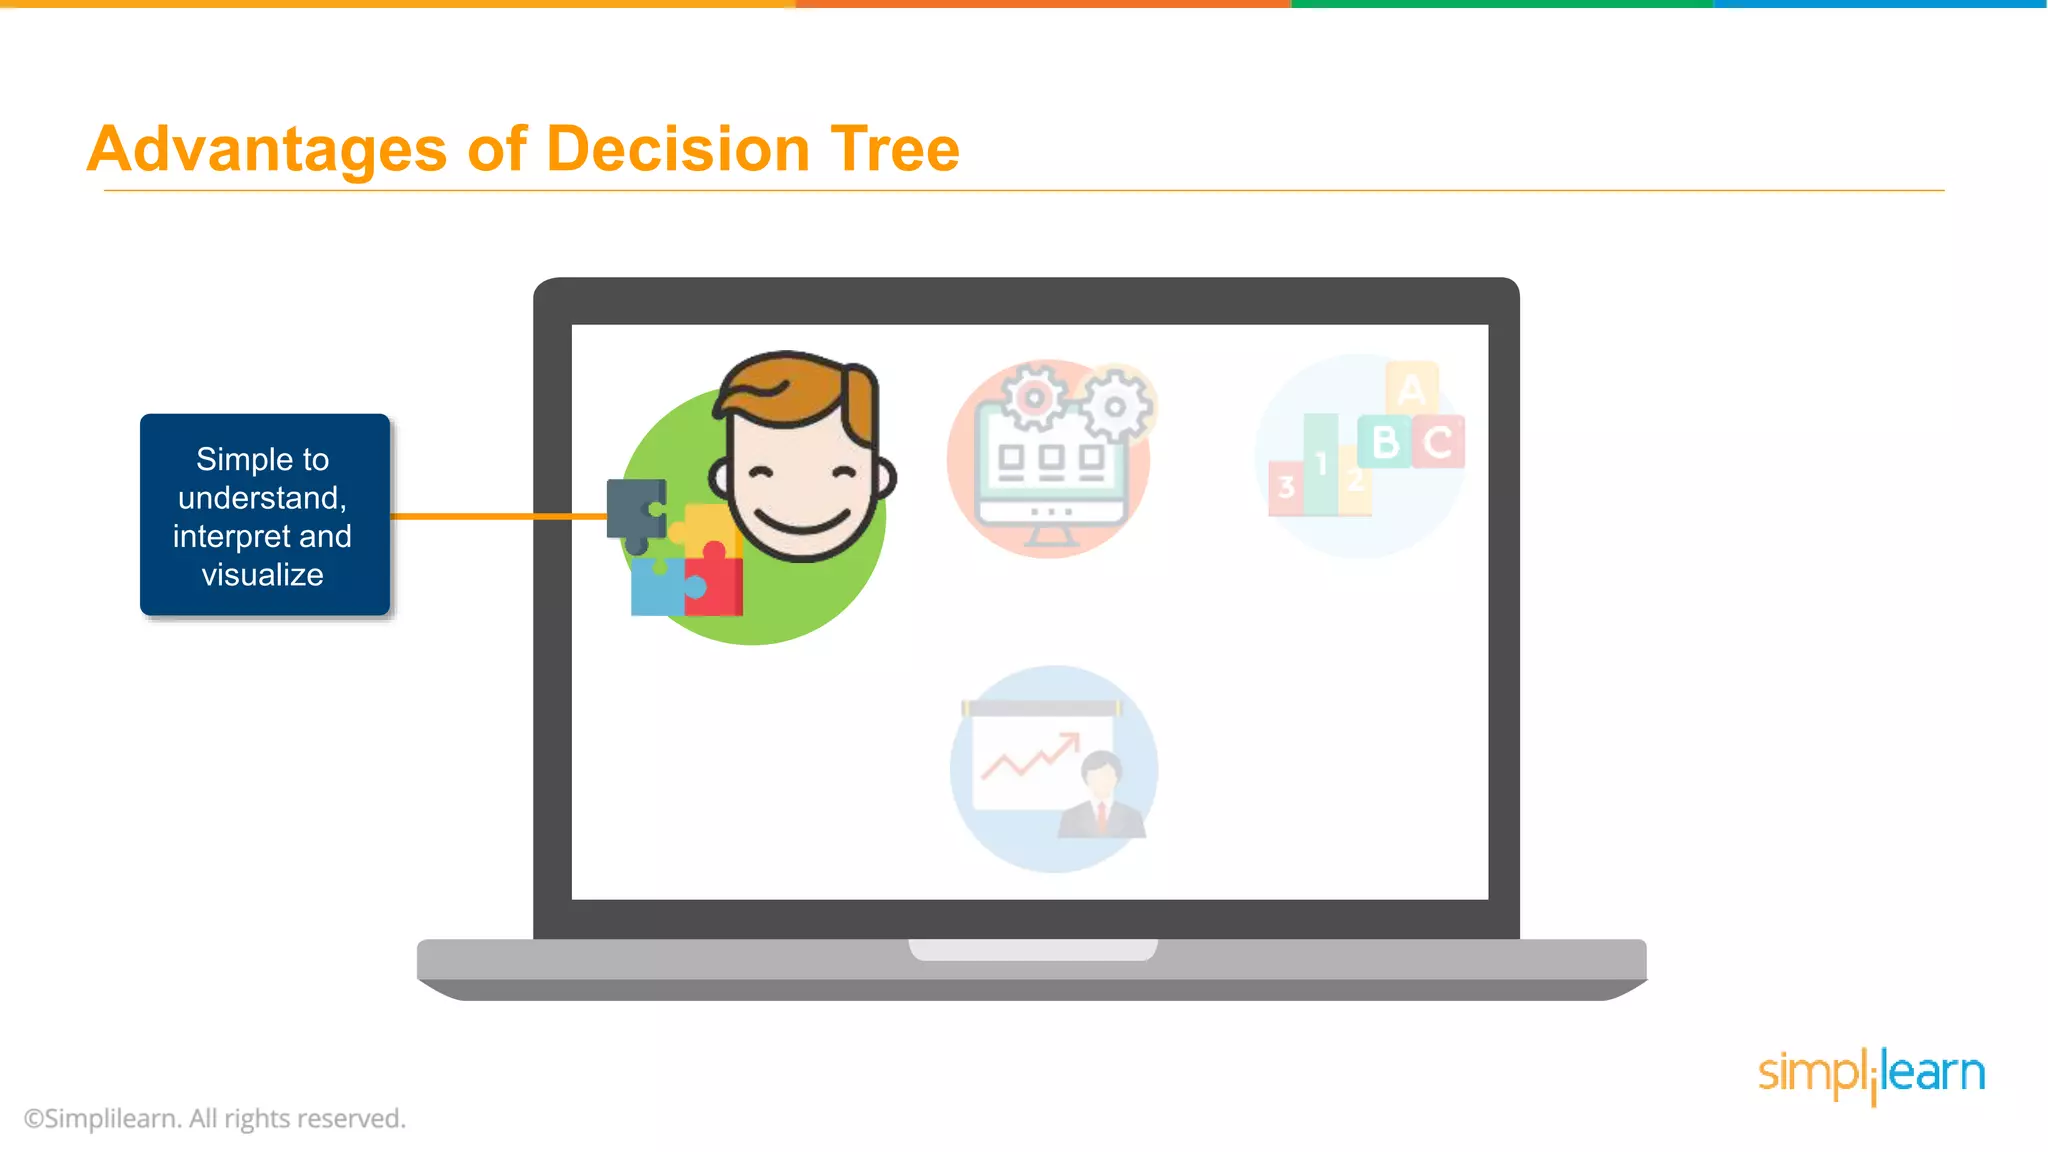 Advantages of Decision Tree
Simple to
understand,
interpret and
visualize
A
B C
3 1 2
simplilearn
©Simplilearn. All rights reserved.